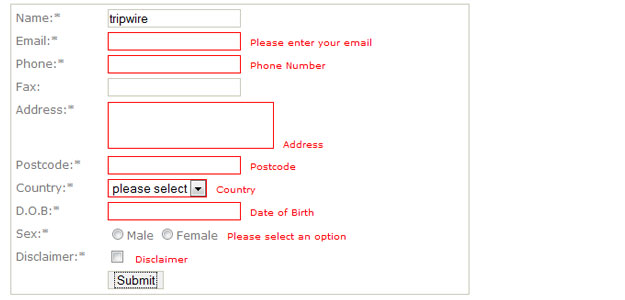 Name:* tripwire
Email:* Please enter your email
Phone:* Phone Number
Fax:
Address:* Address
Postcode:* Postcode
Country:* please select Country
D.O.B:* Date of Birth
Sex:* Male Female Please select an option
Disclaimer:* Disclaimer
Submit